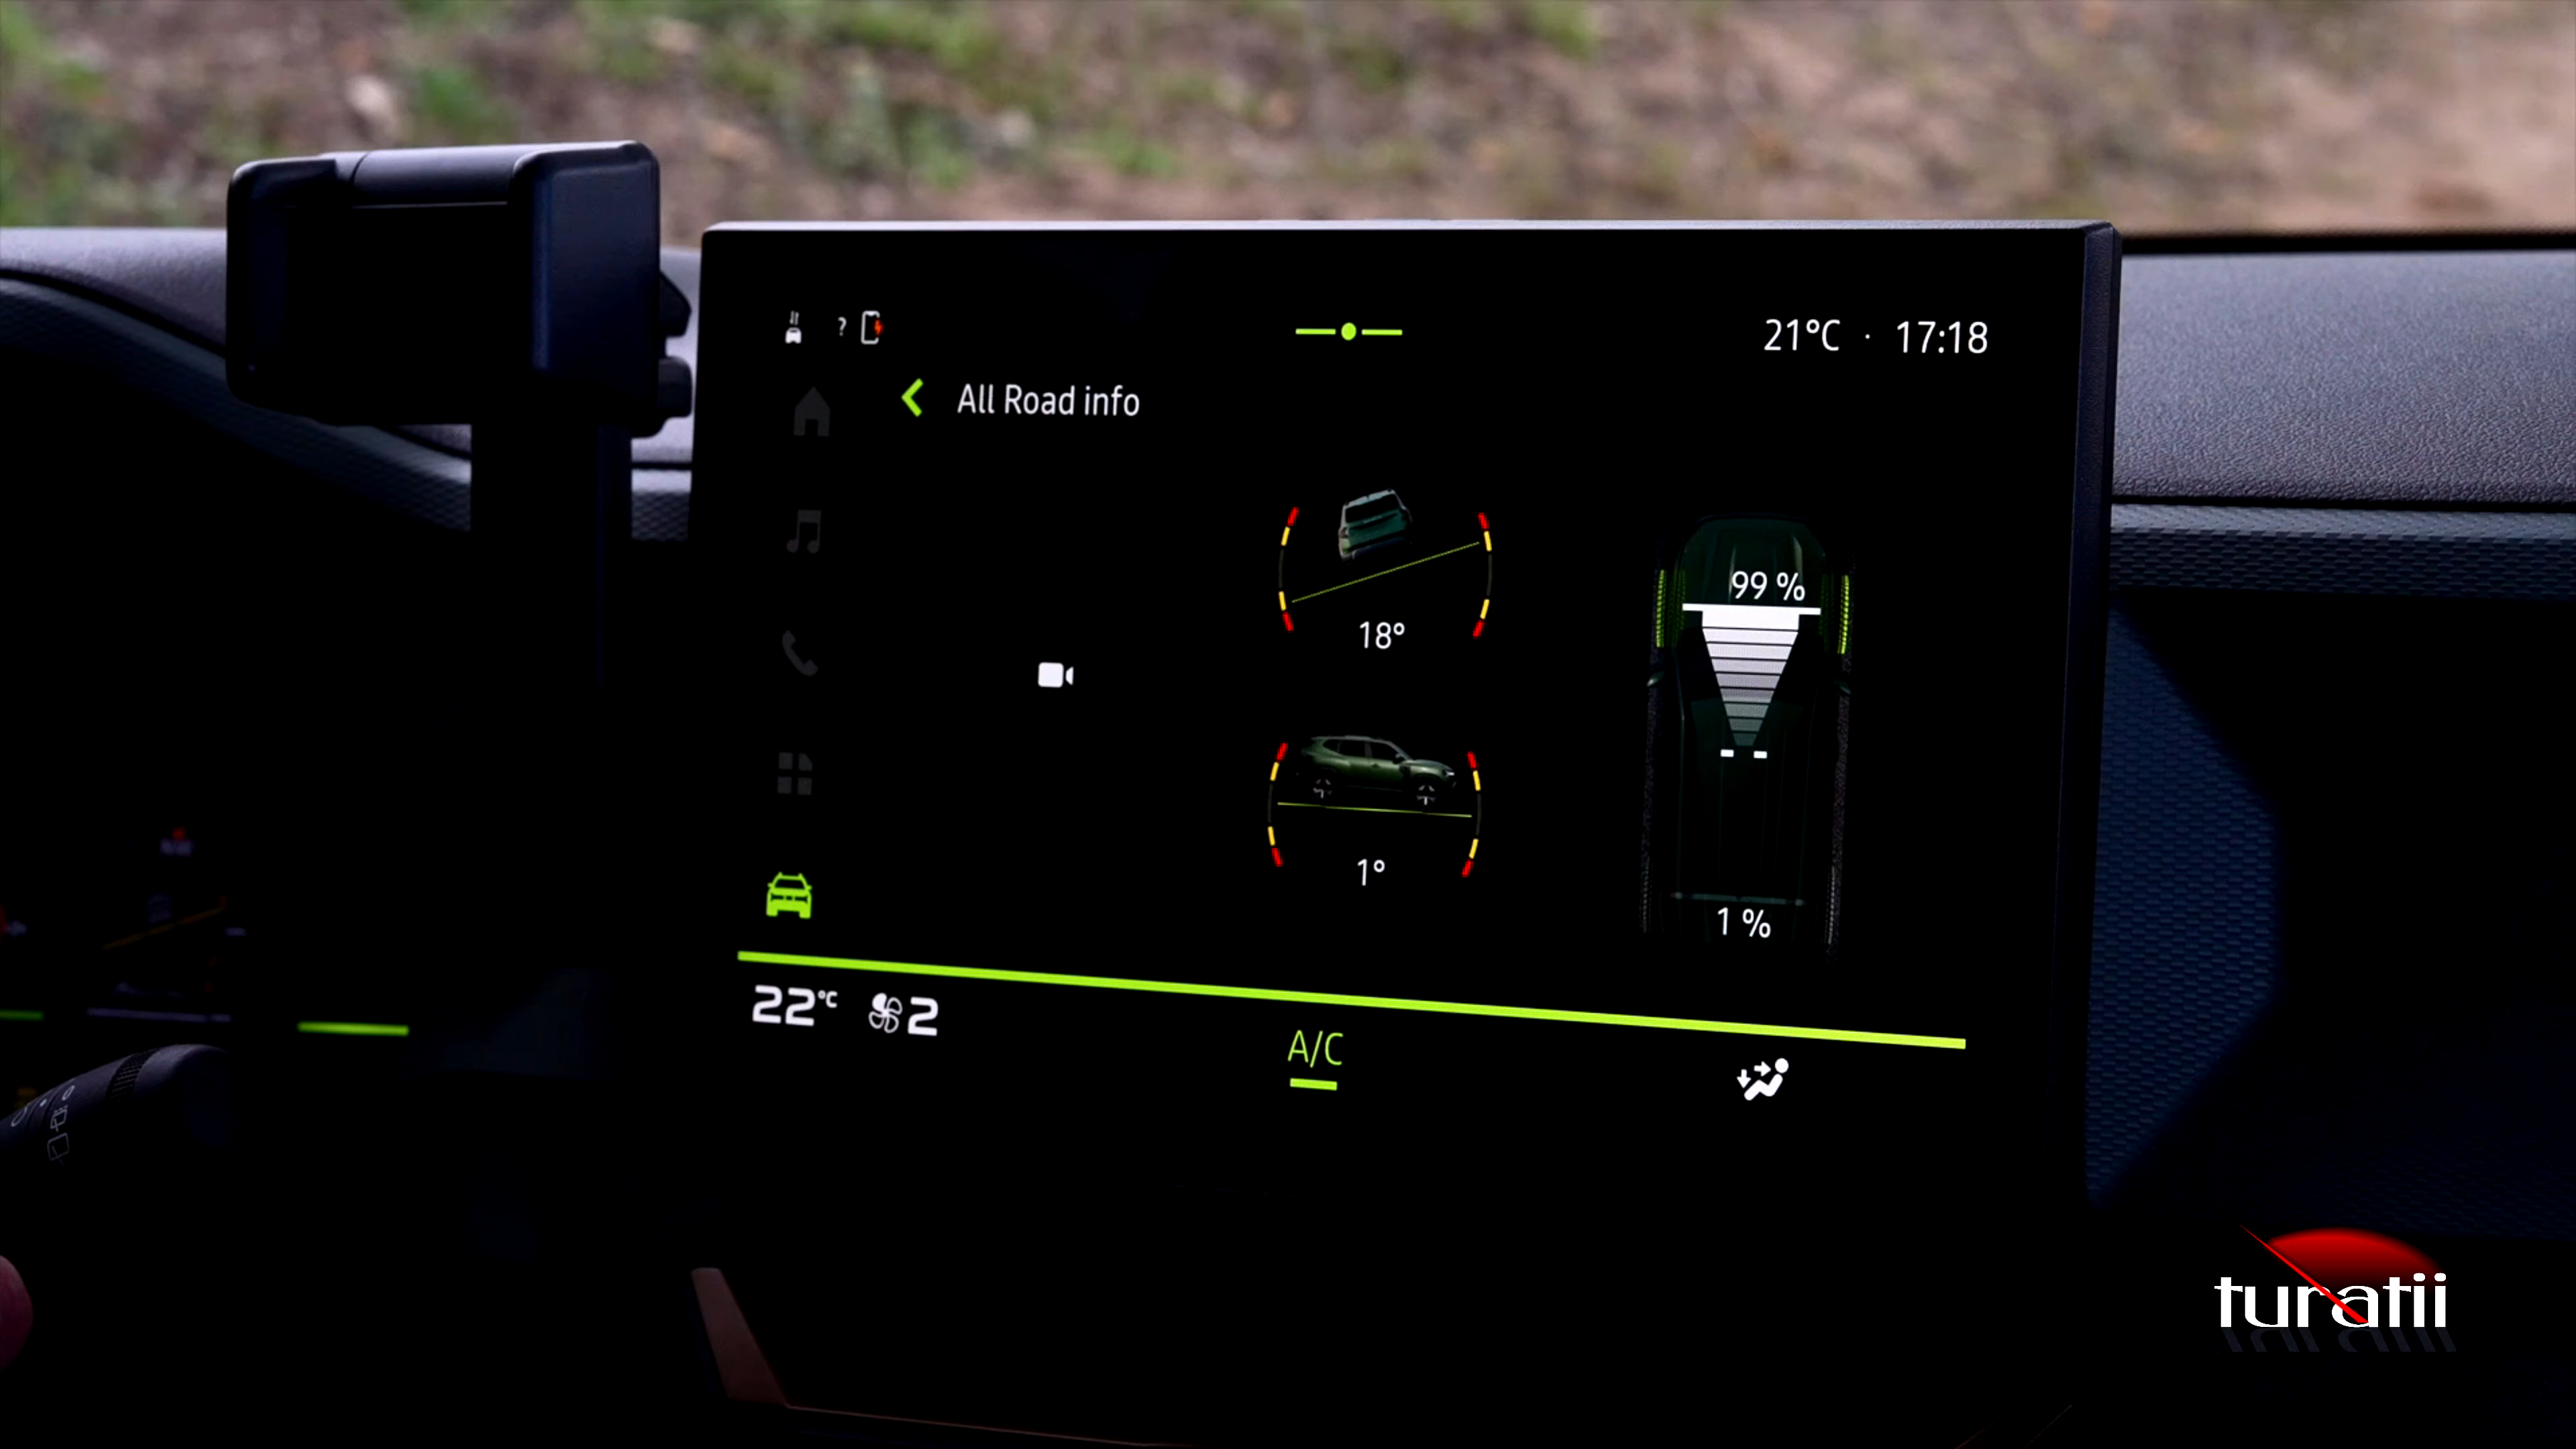 ?
21°C · 17:18
All Road info
99 %
18°
1°
1 %
22°C 2
A/C
turatii